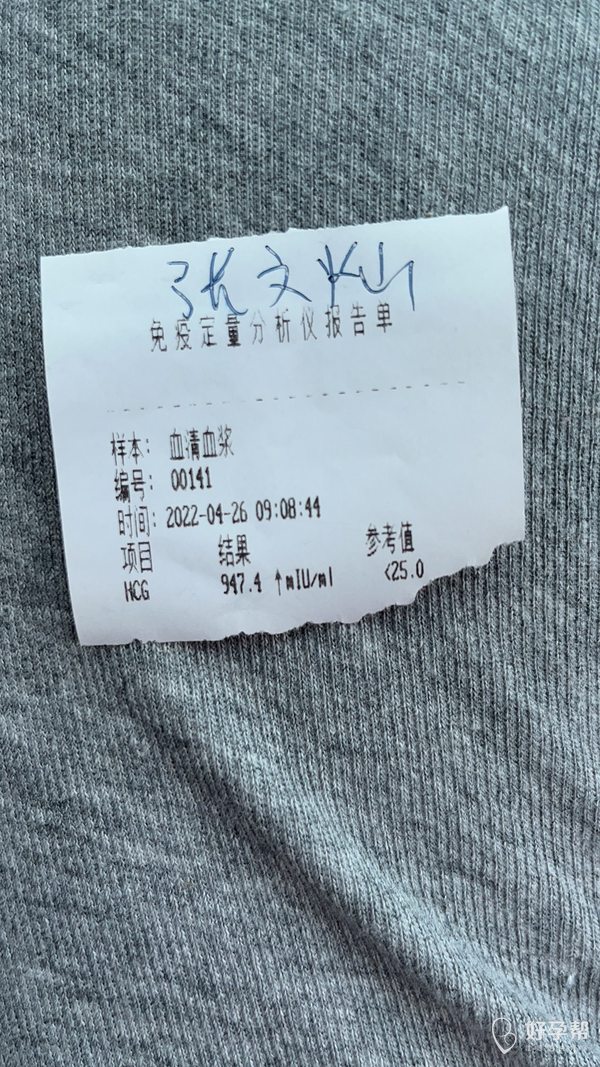 张文灿
免疫定量分析仪报告单
样本: 血清血浆
编号: 00141
时间: 2022-04-26 09:08:44
项目 结果 参考值
HCG 947.4 ↑mIU/ml <25.0
好孕帮